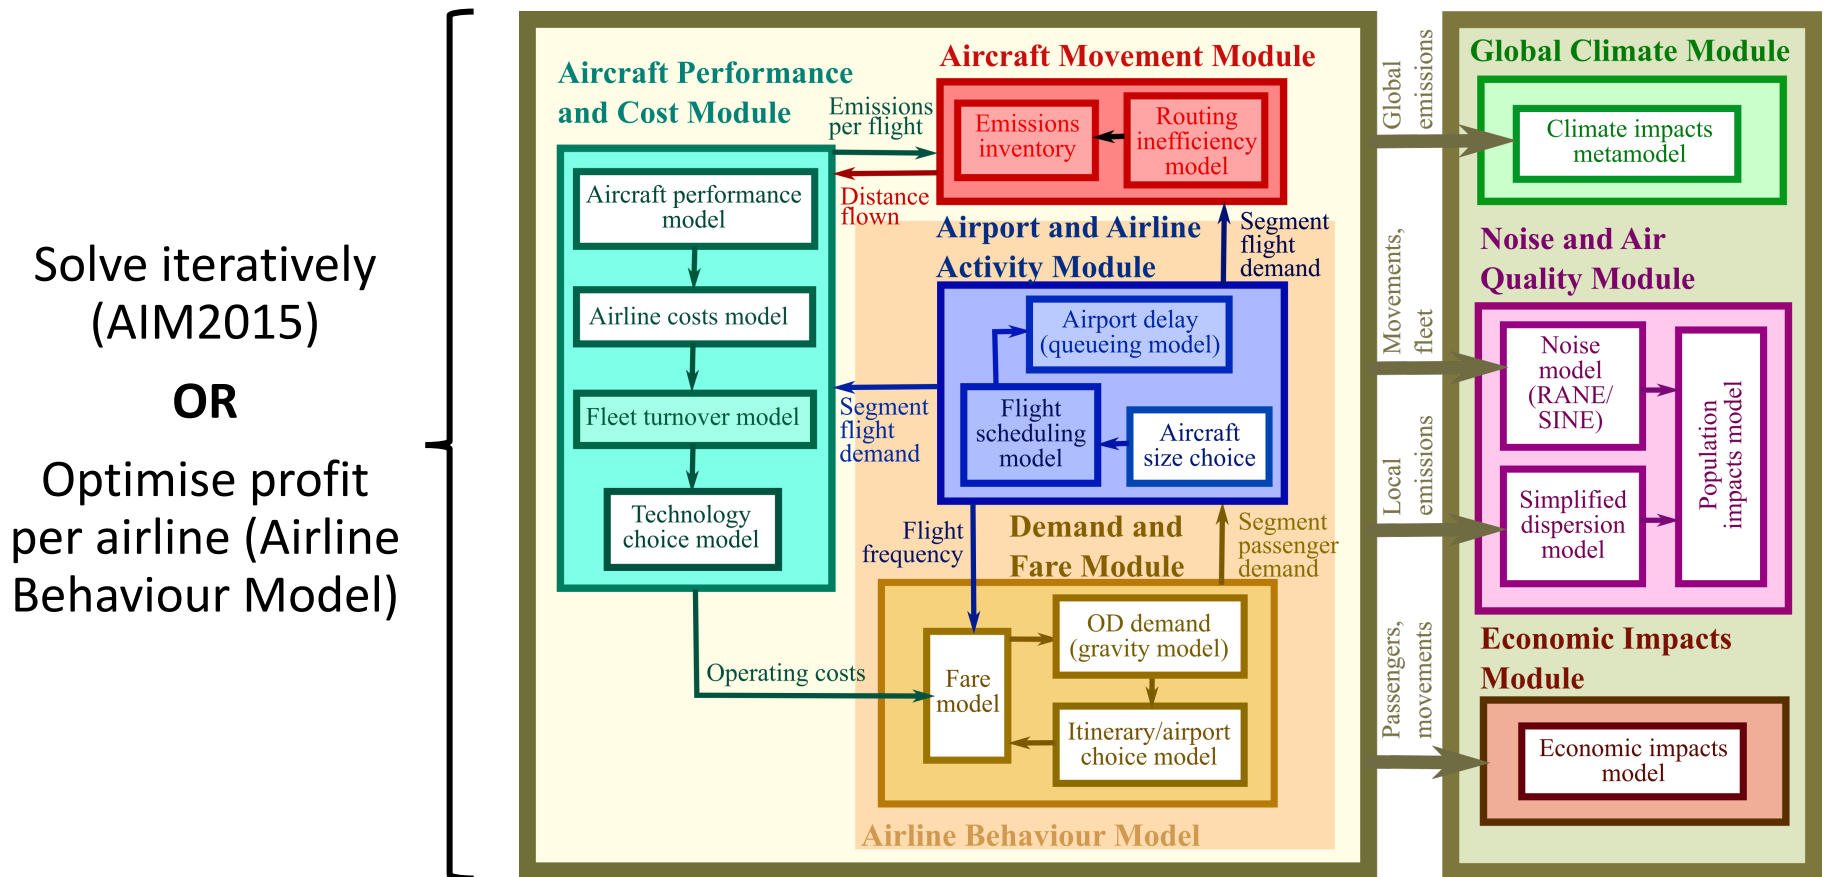 Solve iteratively
(AIM2015)
OR
Optimise profit
per airline (Airline
Behaviour Model)
Aircraft Performance
and Cost Module
Aircraft performance
model
Airline costs model
Fleet turnover model
Technology
choice model
Emissions
per flight
Distance
flown
Aircraft Movement Module
Emissions
inventory
Routing
inefficiency
model
Airport and Airline
Activity Module
Segment
flight
demand
Airport delay
(queueing model)
Flight
scheduling
model
Aircraft
size choice
Segment
flight
demand
Flight
frequency
Demand and
Fare Module
Segment
passenger
demand
Operating costs
Fare
model
OD demand
(gravity model)
Itinerary/airport
choice model
Airline Behaviour Model
Global
emissions
Movements,
fleet
Local
emissions
Passengers,
movements
Global Climate Module
Climate impacts
metamodel
Noise and Air
Quality Module
Noise
model
(RANE/
SINE)
Simplified
dispersion
model
Population
impacts model
Economic Impacts
Module
Economic impacts
model